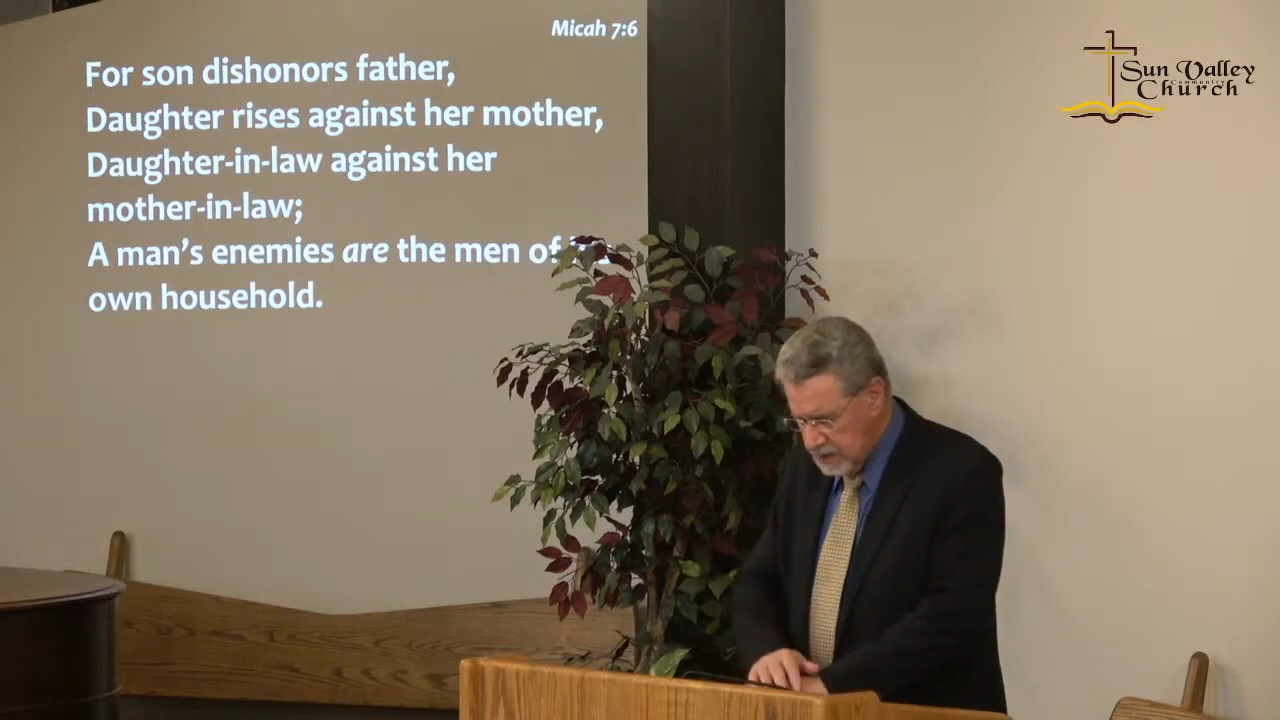 Micah 7:6
For son dishonors father,
Daughter rises against her mother,
Daughter-in-law against her
mother-in-law;
A man's enemies are the men of
own household.
Sun Valley
Community
Church